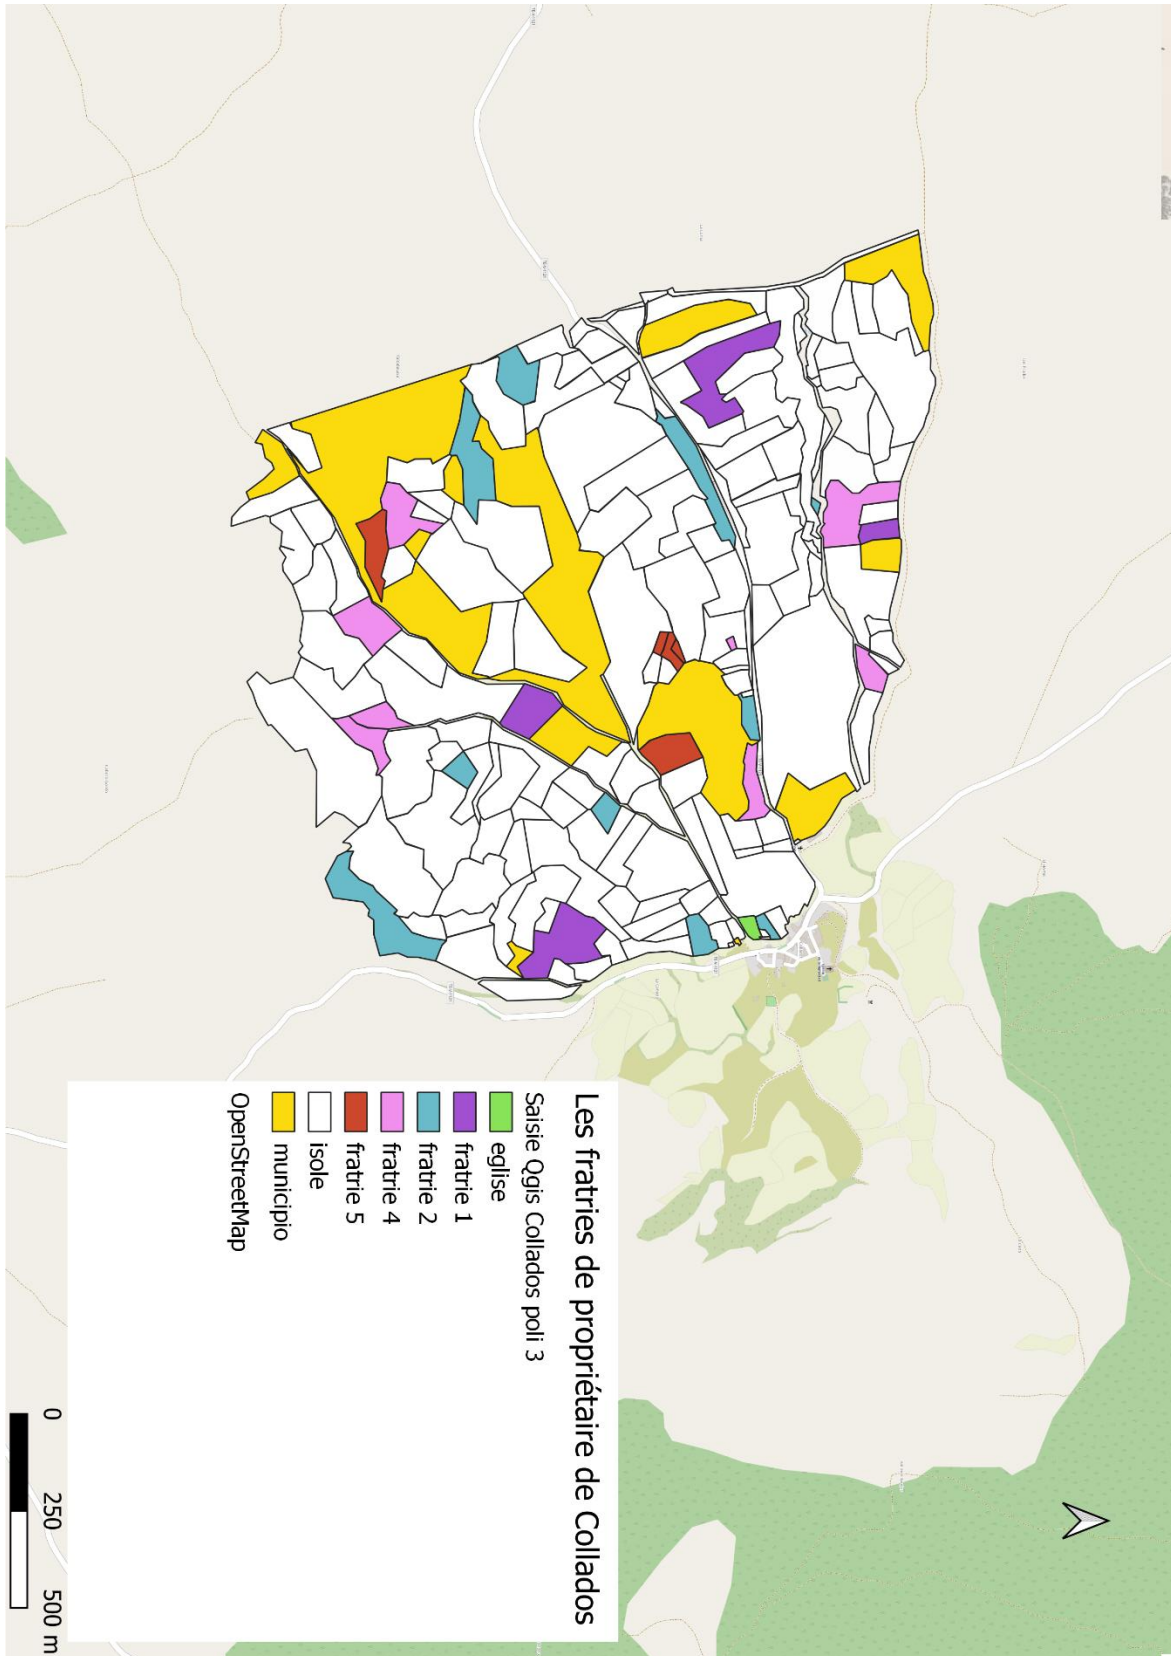 Les fratries de propriétaire de Collados
Saisie Qgis Collados poli 3
eglise
fratrie 1
fratrie 2
fratrie 4
fratrie 5
isole
municipio
OpenStreetMap
0 250 500 m